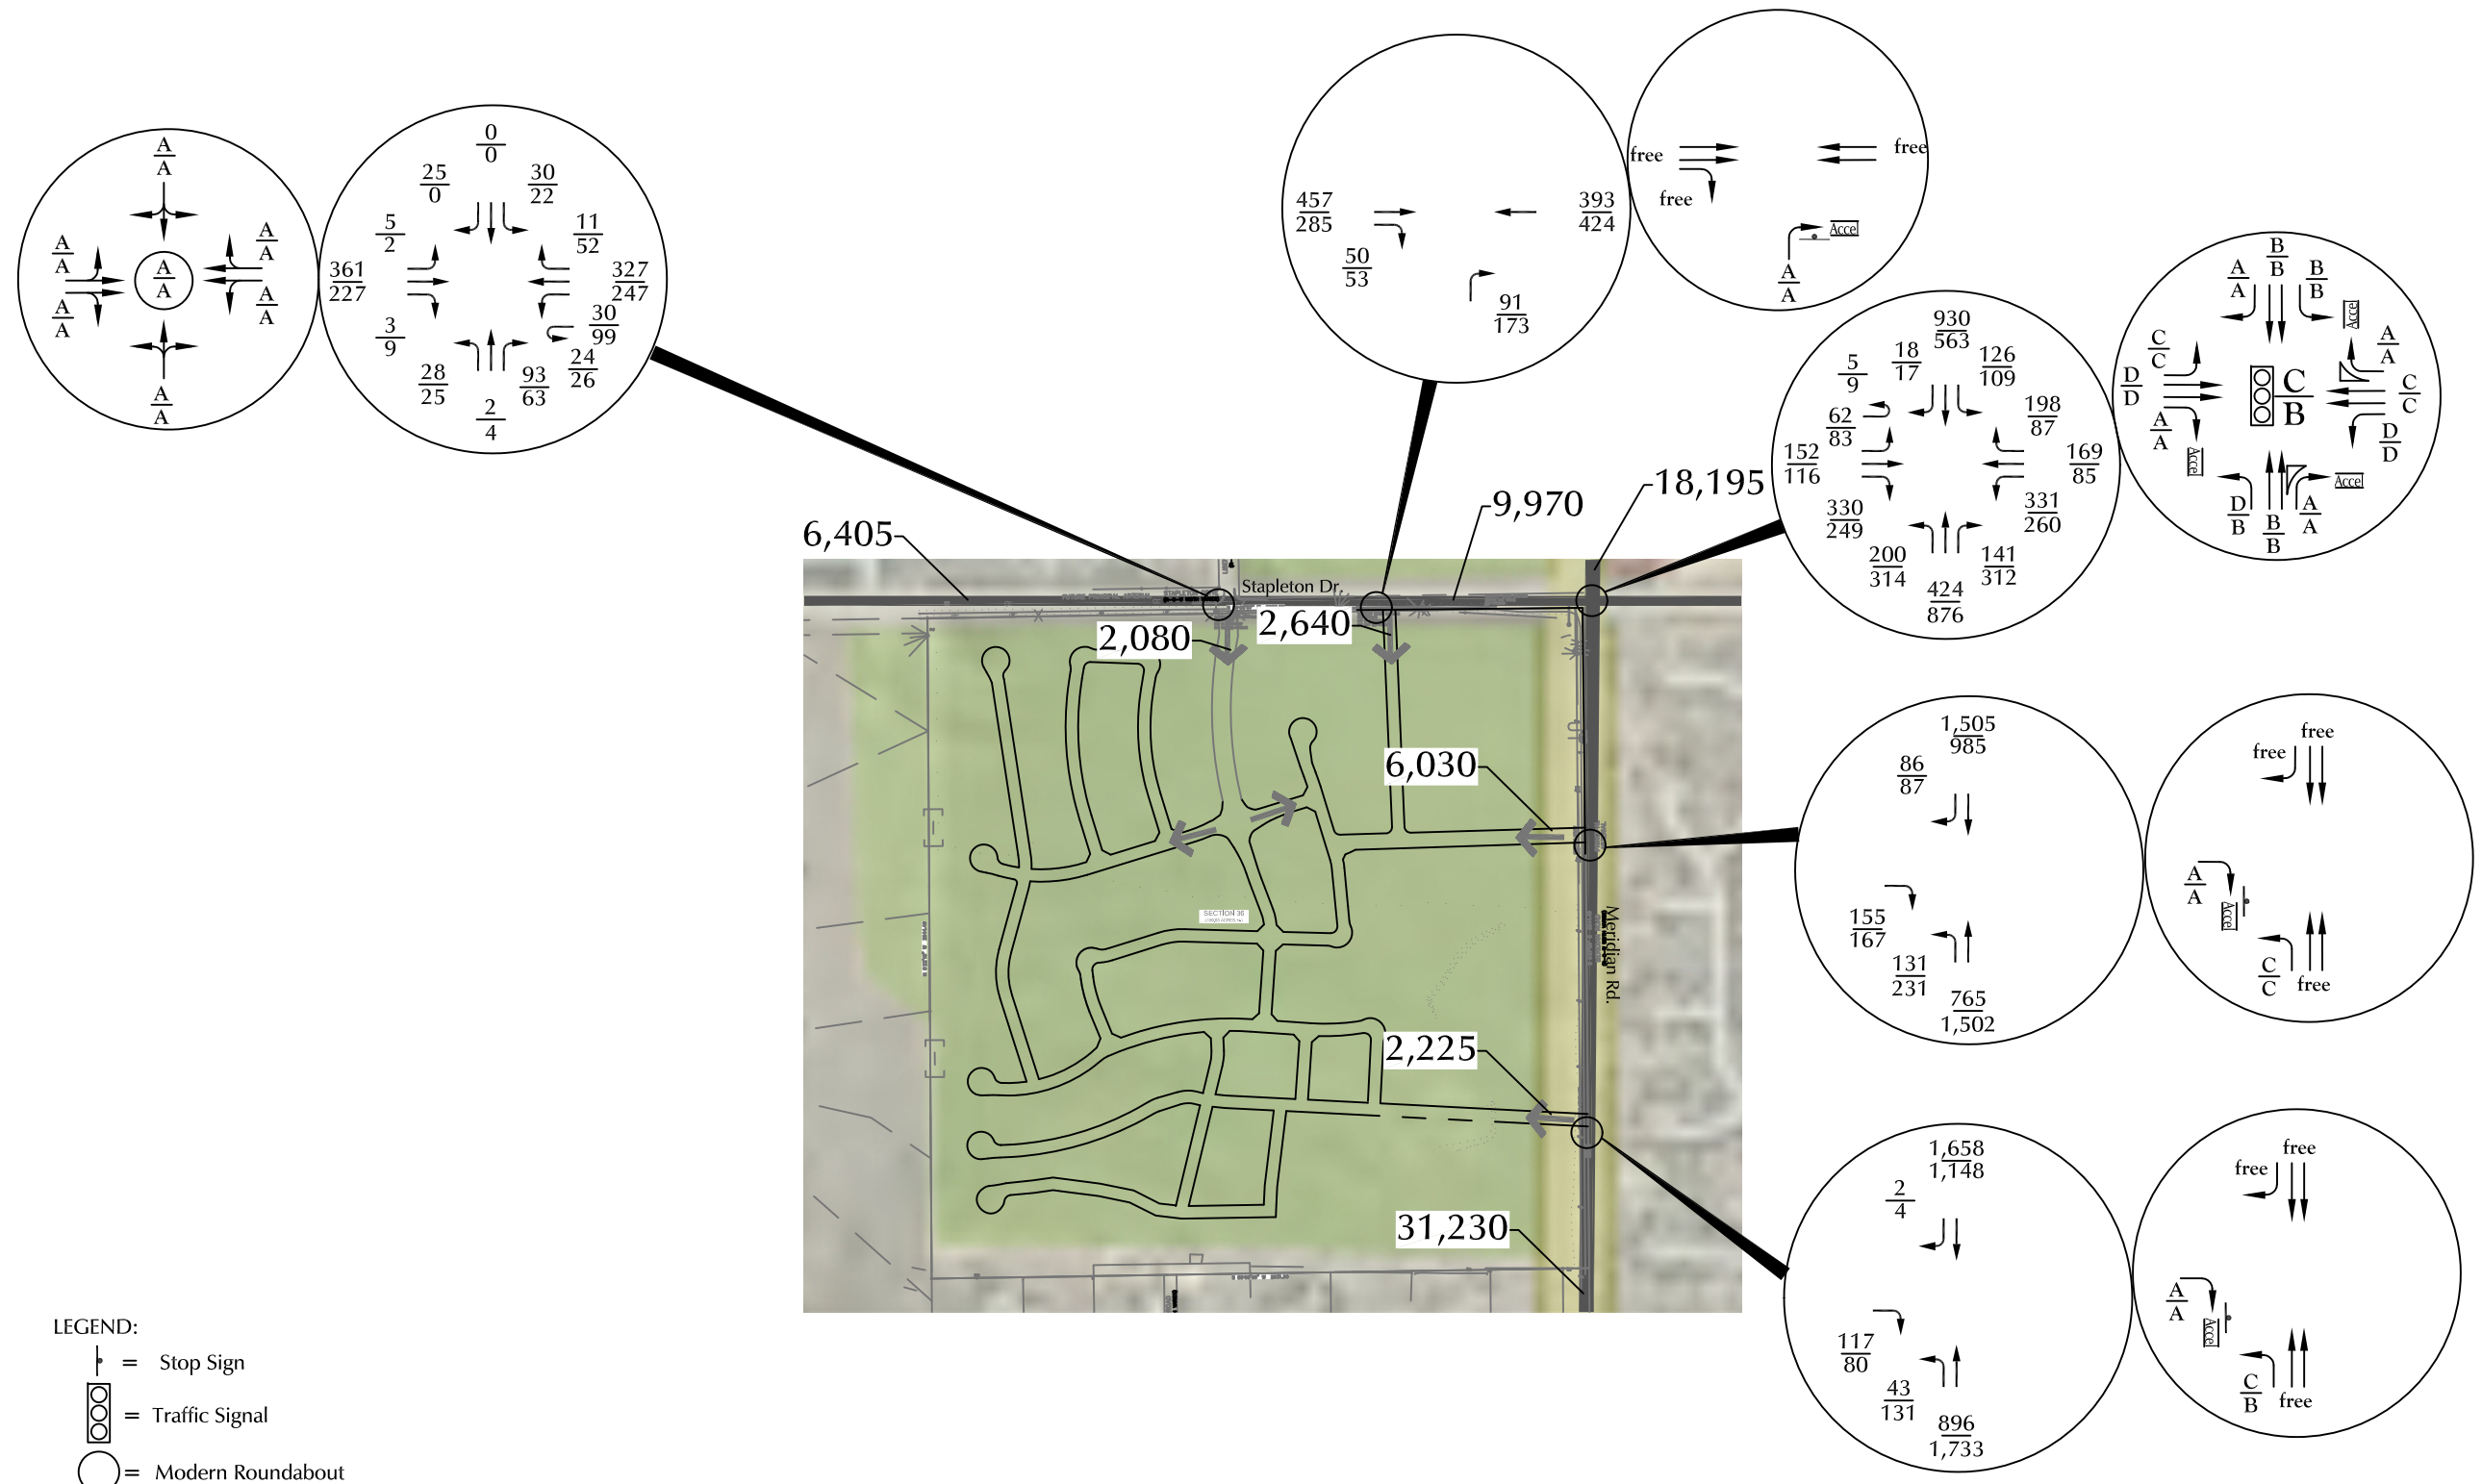 A
A
A
A
A
A
A
A
A
A
A
A
A
A
0
0
25
0
30
22
5
2
11
52
361
227
327
247
30
99
3
9
24
26
28
25
93
63
2
4
457
285
393
424
50
53
91
173
free
free
free
Accel
A
A
930
563
18
17
126
109
5
9
62
83
198
87
152
116
169
85
330
249
331
260
200
314
141
312
424
876
B
B
A
A
B
B
Accel
A
A
C
C
D
D
C
B
C
C
A
A
D
D
Accel
Accel
D
B
B
B
A
A
6,405
9,970
18,195
Stapleton Dr.
2,080
2,640
6,030
SECTION 36
Meridian Rd.
2,225
31,230
1,505
985
86
87
155
167
131
231
765
1,502
free
free
A
A
Accel
C
C
free
1,658
1,148
2
4
117
80
43
131
896
1,733
free
free
A
A
Accel
C
B
free
LEGEND:
= Stop Sign
= Traffic Signal
= Modern Roundabout